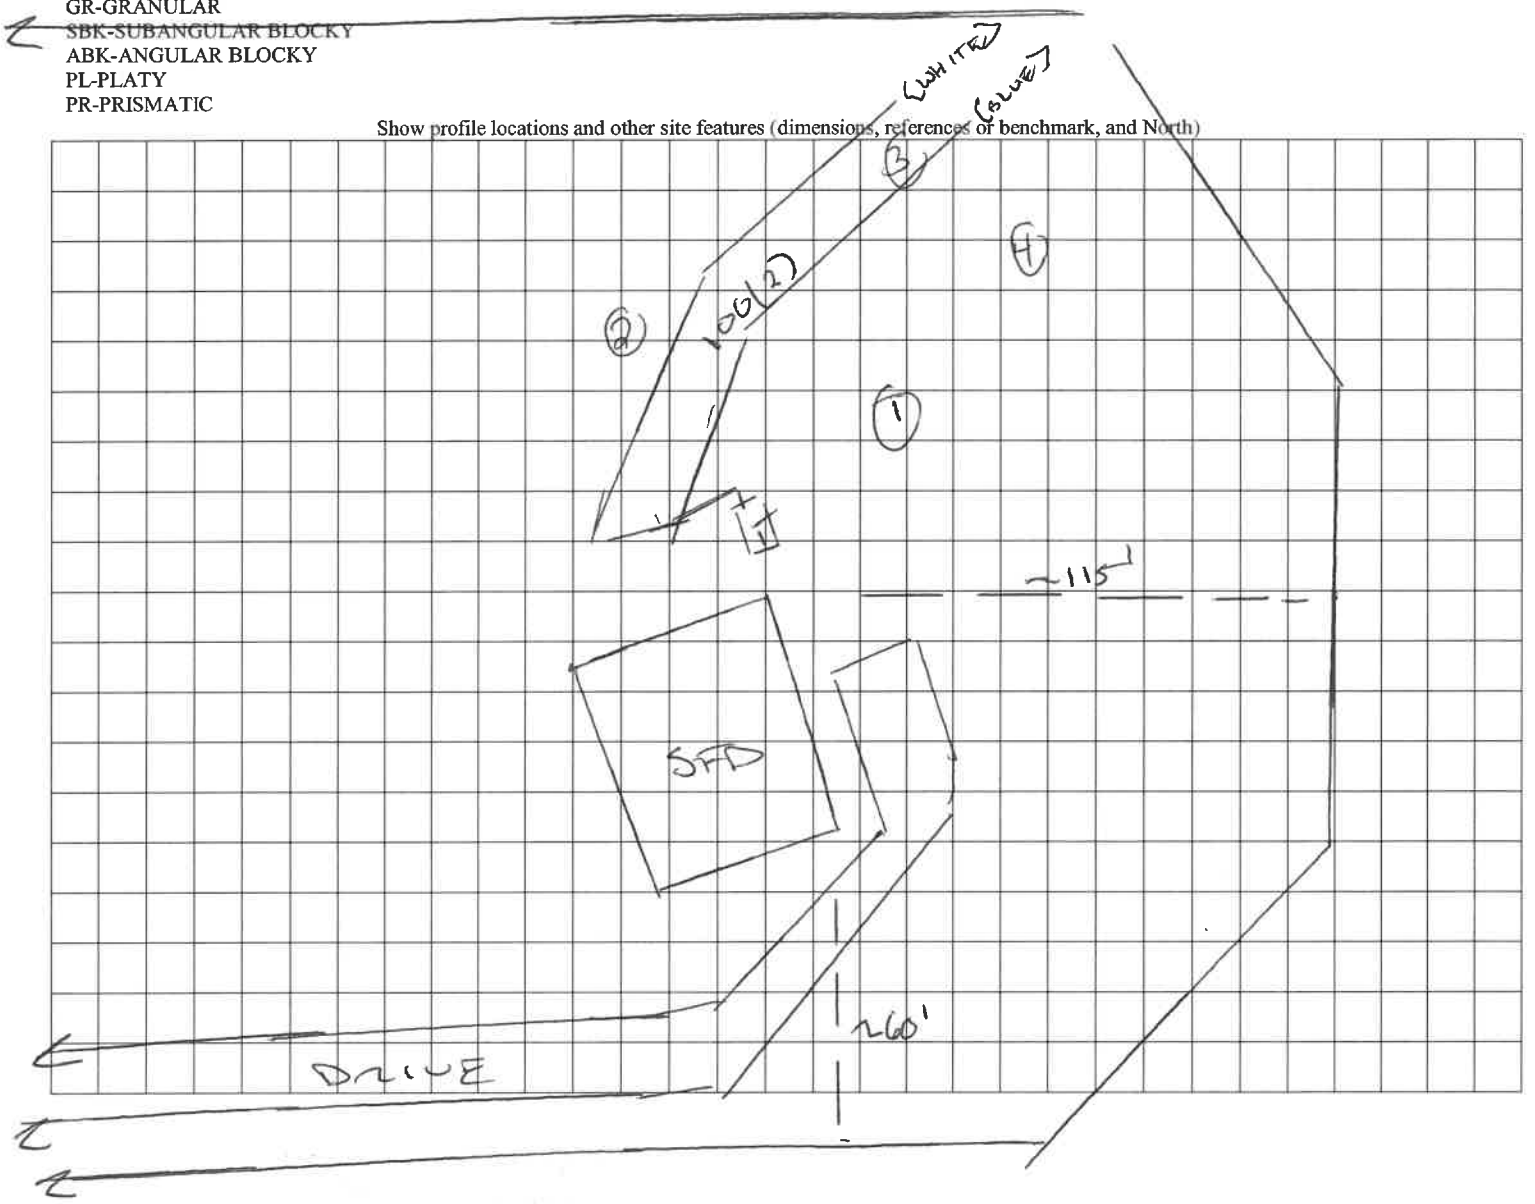 GR-GRANULAR
SBK-SUBANGULAR BLOCKY
ABK-ANGULAR BLOCKY
PL-PLATY
PR-PRISMATIC
(WHITE)
(BLUE)
Show profile locations and other site features (dimensions, references or benchmark, and North)
3
4
100(2)
2
1
~115'
SFD
~60'
DRIVE